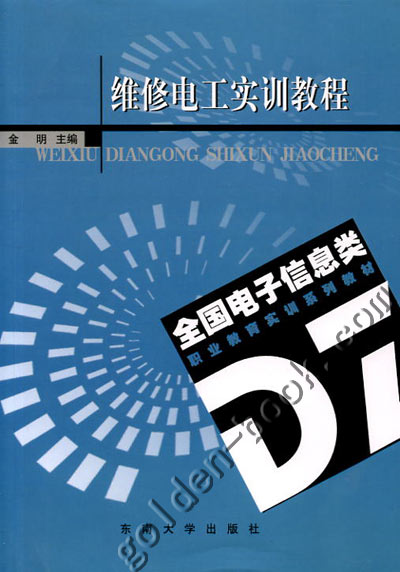 维修电工实训教程
金 明 主编
WEIXIU DIANGONG SHIXUN JIAOCHENG
全国电子信息类
职业教育实训系列教材
D7
东南大学出版社
golden-book.com